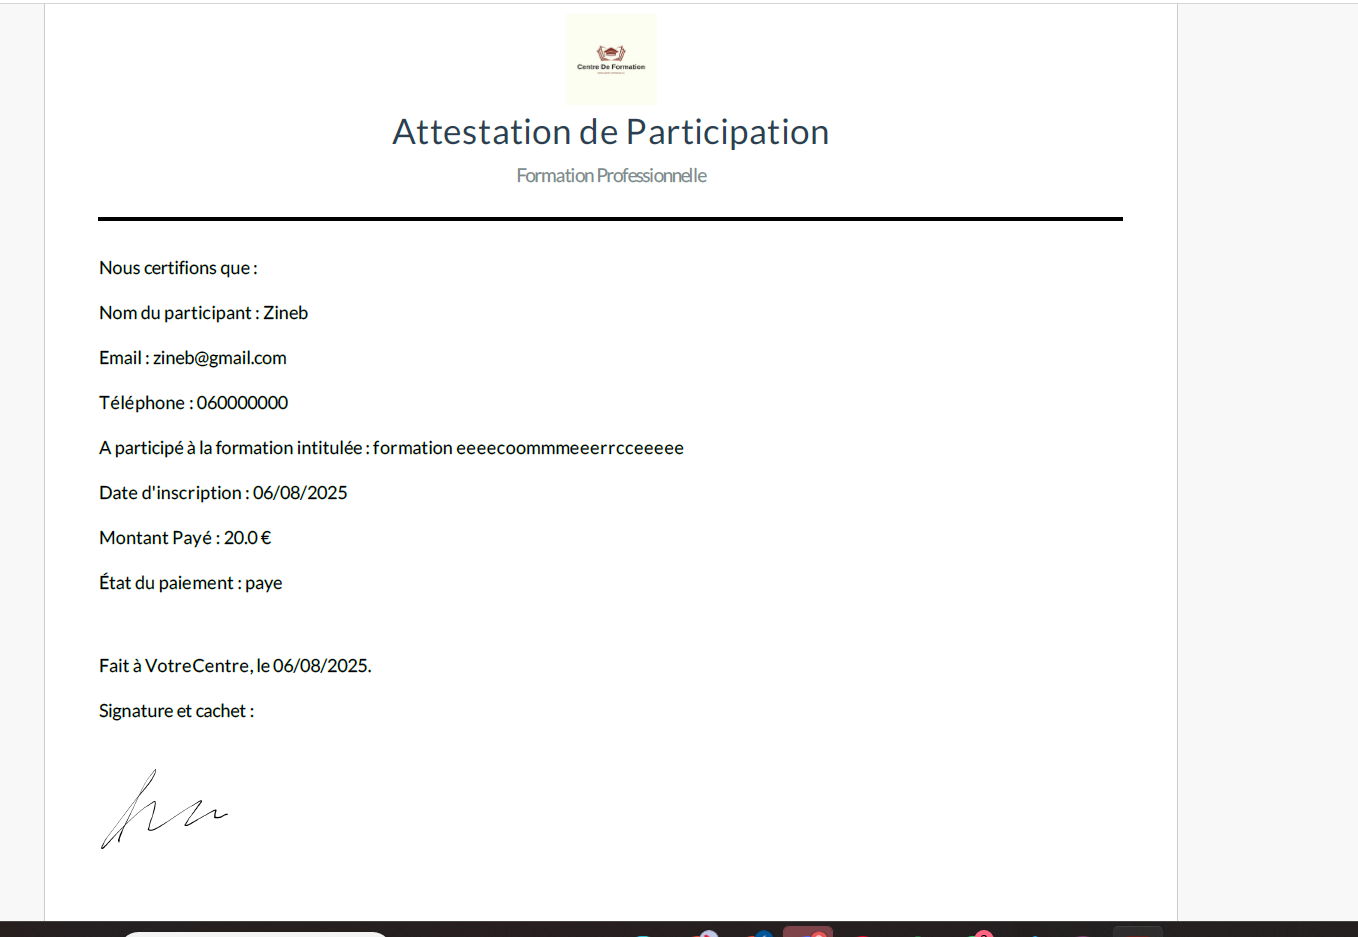 Centre De Formation
Attestation de Participation
Formation Professionnelle
Nous certifions que :
Nom du participant : Zineb
Email : zineb@gmail.com
Téléphone : 060000000
A participé à la formation intitulée : formation eeeecoommmeeerrcceeeee
Date d'inscription : 06/08/2025
Montant Payé : 20.0 €
État du paiement : paye
Fait à VotreCentre, le 06/08/2025.
Signature et cachet :